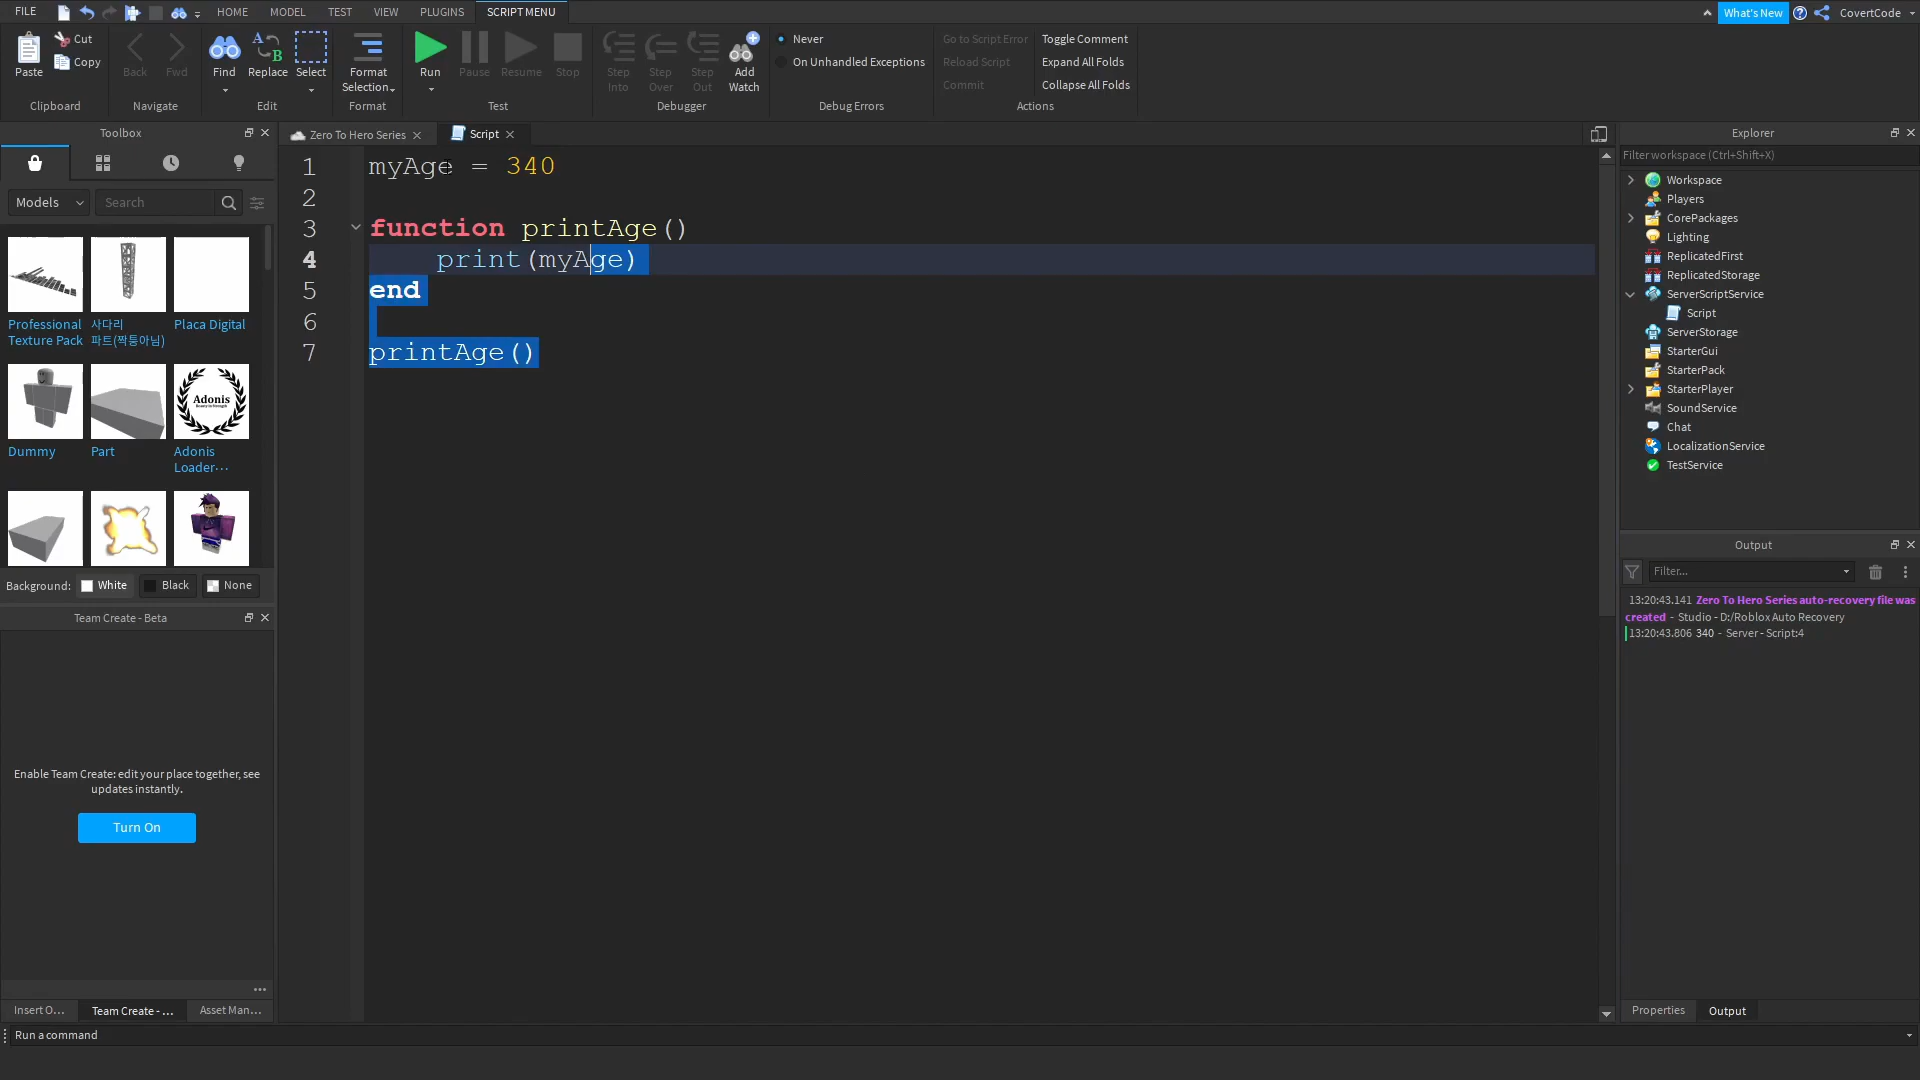 FILE
HOME
MODEL
TEST
VIEW
PLUGINS
SCRIPT MENU
What's New
CovertCode
Paste
Cut
Copy
Clipboard
Back
Fwd
Navigate
Find
Replace
Select
Edit
Format
Selection
Format
Run
Pause
Resume
Stop
Test
Step
Into
Step
Over
Step
Out
Add
Watch
Debugger
Never
On Unhandled Exceptions
Debug Errors
Go to Script Error
Reload Script
Commit
Toggle Comment
Expand All Folds
Collapse All Folds
Actions
Toolbox
Models
Search
Professional
Texture Pack
사다리
파트(짝퉁아님)
Placa Digital
Dummy
Part
Adonis
Adonis
Loader...
Background:
White
Black
None
Team Create - Beta
Enable Team Create: edit your place together, see
updates instantly.
Turn On
Insert O...
Team Create - ...
Asset Man...
Run a command
Zero To Hero Series
Script
1 myAge = 340
2
3 function printAge()
4 print(myAge)
5 end
6
7 printAge()
Explorer
Filter workspace (Ctrl+Shift+X)
Workspace
Players
CorePackages
Lighting
ReplicatedFirst
ReplicatedStorage
ServerScriptService
Script
ServerStorage
StarterGui
StarterPack
StarterPlayer
SoundService
Chat
LocalizationService
TestService
Output
Filter...
13:20:43.141 Zero To Hero Series auto-recovery file was
created - Studio - D:/Roblox Auto Recovery
13:20:43.806 340 - Server - Script:4
Properties
Output